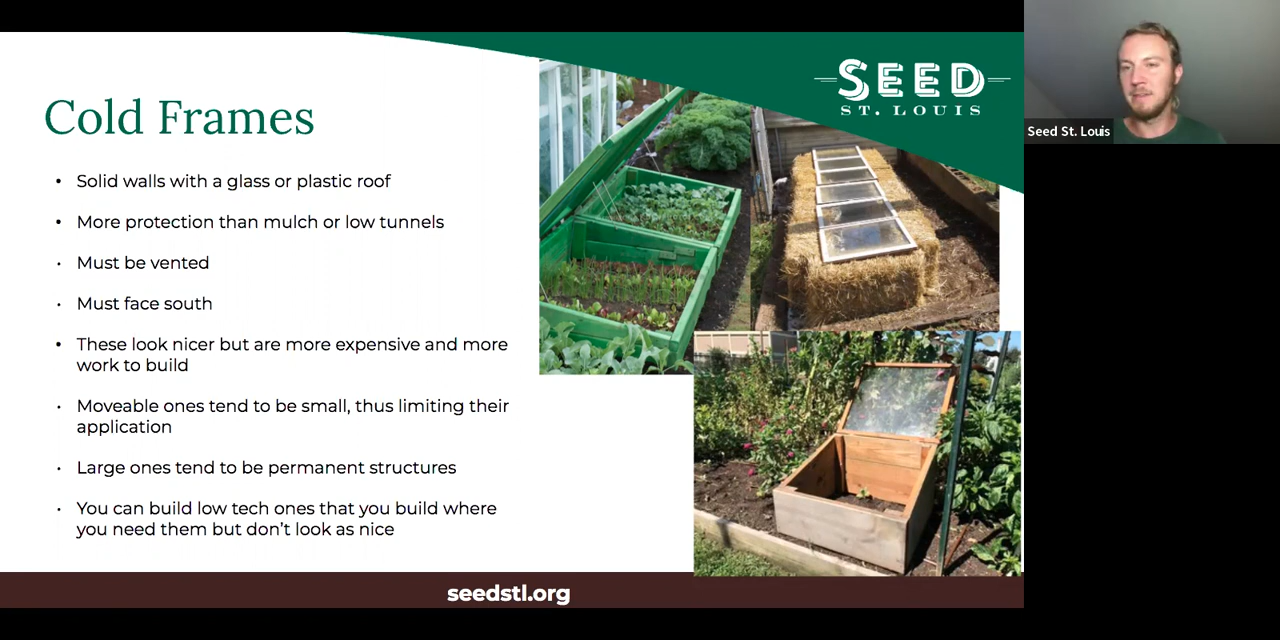 SEED
ST. LOUIS
Seed St. Louis
Cold Frames
• Solid walls with a glass or plastic roof
• More protection than mulch or low tunnels
• Must be vented
• Must face south
• These look nicer but are more expensive and more
work to build
• Moveable ones tend to be small, thus limiting their
application
• Large ones tend to be permanent structures
• You can build low tech ones that you build where
you need them but don’t look as nice
seedstl.org